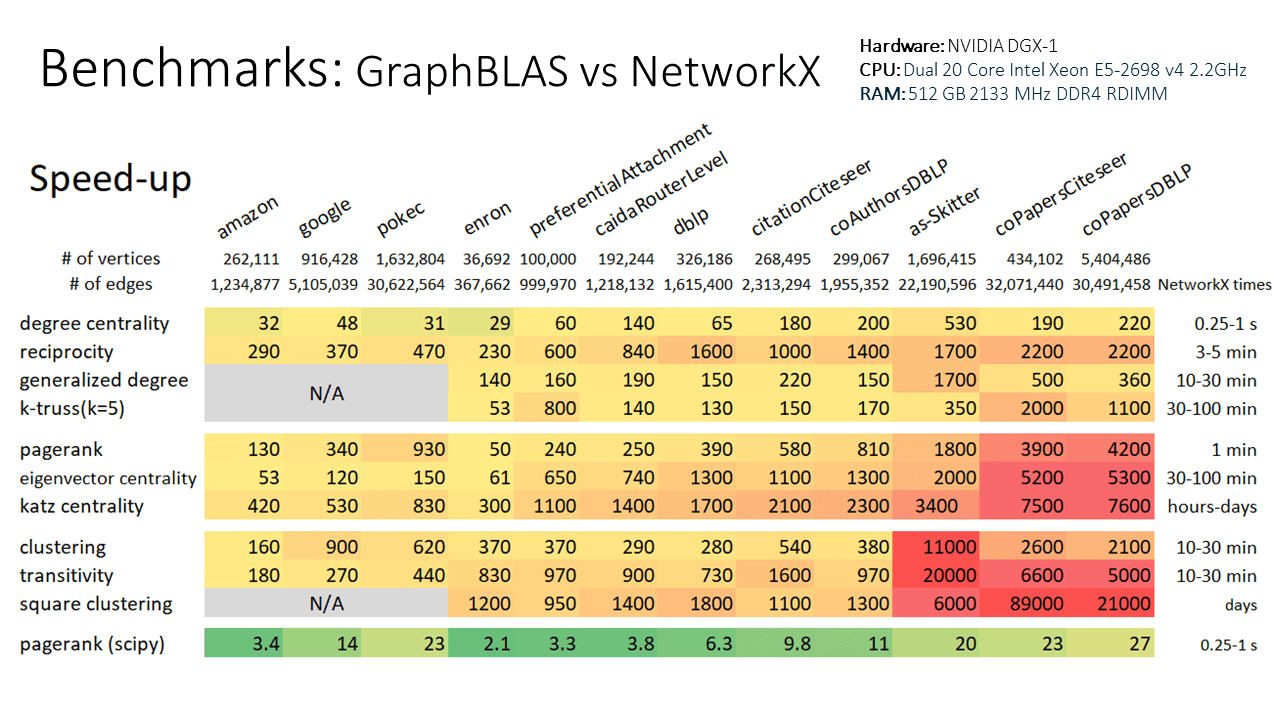 Benchmarks: GraphBLAS vs NetworkX
Hardware: NVIDIA DGX-1
CPU: Dual 20 Core Intel Xeon E5-2698 v4 2.2GHz
RAM: 512 GB 2133 MHz DDR4 RDIMM
Speed-up
amazon google pokec enron preferentialAttachment caidaRouterLevel dblp citationCiteseer coAuthorsDBLP as-Skitter coPapersCiteseer coPapersDBLP
# of vertices 262,111 916,428 1,632,804 36,692 100,000 192,244 326,186 268,495 299,067 1,696,415 434,102 5,404,486
# of edges 1,234,877 5,105,039 30,622,564 367,662 999,970 1,218,132 1,615,400 2,313,294 1,955,352 22,190,596 32,071,440 30,491,458 NetworkX times
degree centrality 32 48 31 29 60 140 65 180 200 530 190 220 0.25-1 s
reciprocity 290 370 470 230 600 840 1600 1000 1400 1700 2200 2200 3-5 min
generalized degree N/A 140 160 190 150 220 150 1700 500 360 10-30 min
k-truss(k=5) 53 800 140 130 150 170 350 2000 1100 30-100 min
pagerank 130 340 930 50 240 250 390 580 810 1800 3900 4200 1 min
eigenvector centrality 53 120 150 61 650 740 1300 1100 1300 2000 5200 5300 30-100 min
katz centrality 420 530 830 300 1100 1400 1700 2100 2300 3400 7500 7600 hours-days
clustering 160 900 620 370 370 290 280 540 380 11000 2600 2100 10-30 min
transitivity 180 270 440 830 970 900 730 1600 970 20000 6600 5000 10-30 min
square clustering N/A 1200 950 1400 1800 1100 1300 6000 89000 21000 days
pagerank (scipy) 3.4 14 23 2.1 3.3 3.8 6.3 9.8 11 20 23 27 0.25-1 s